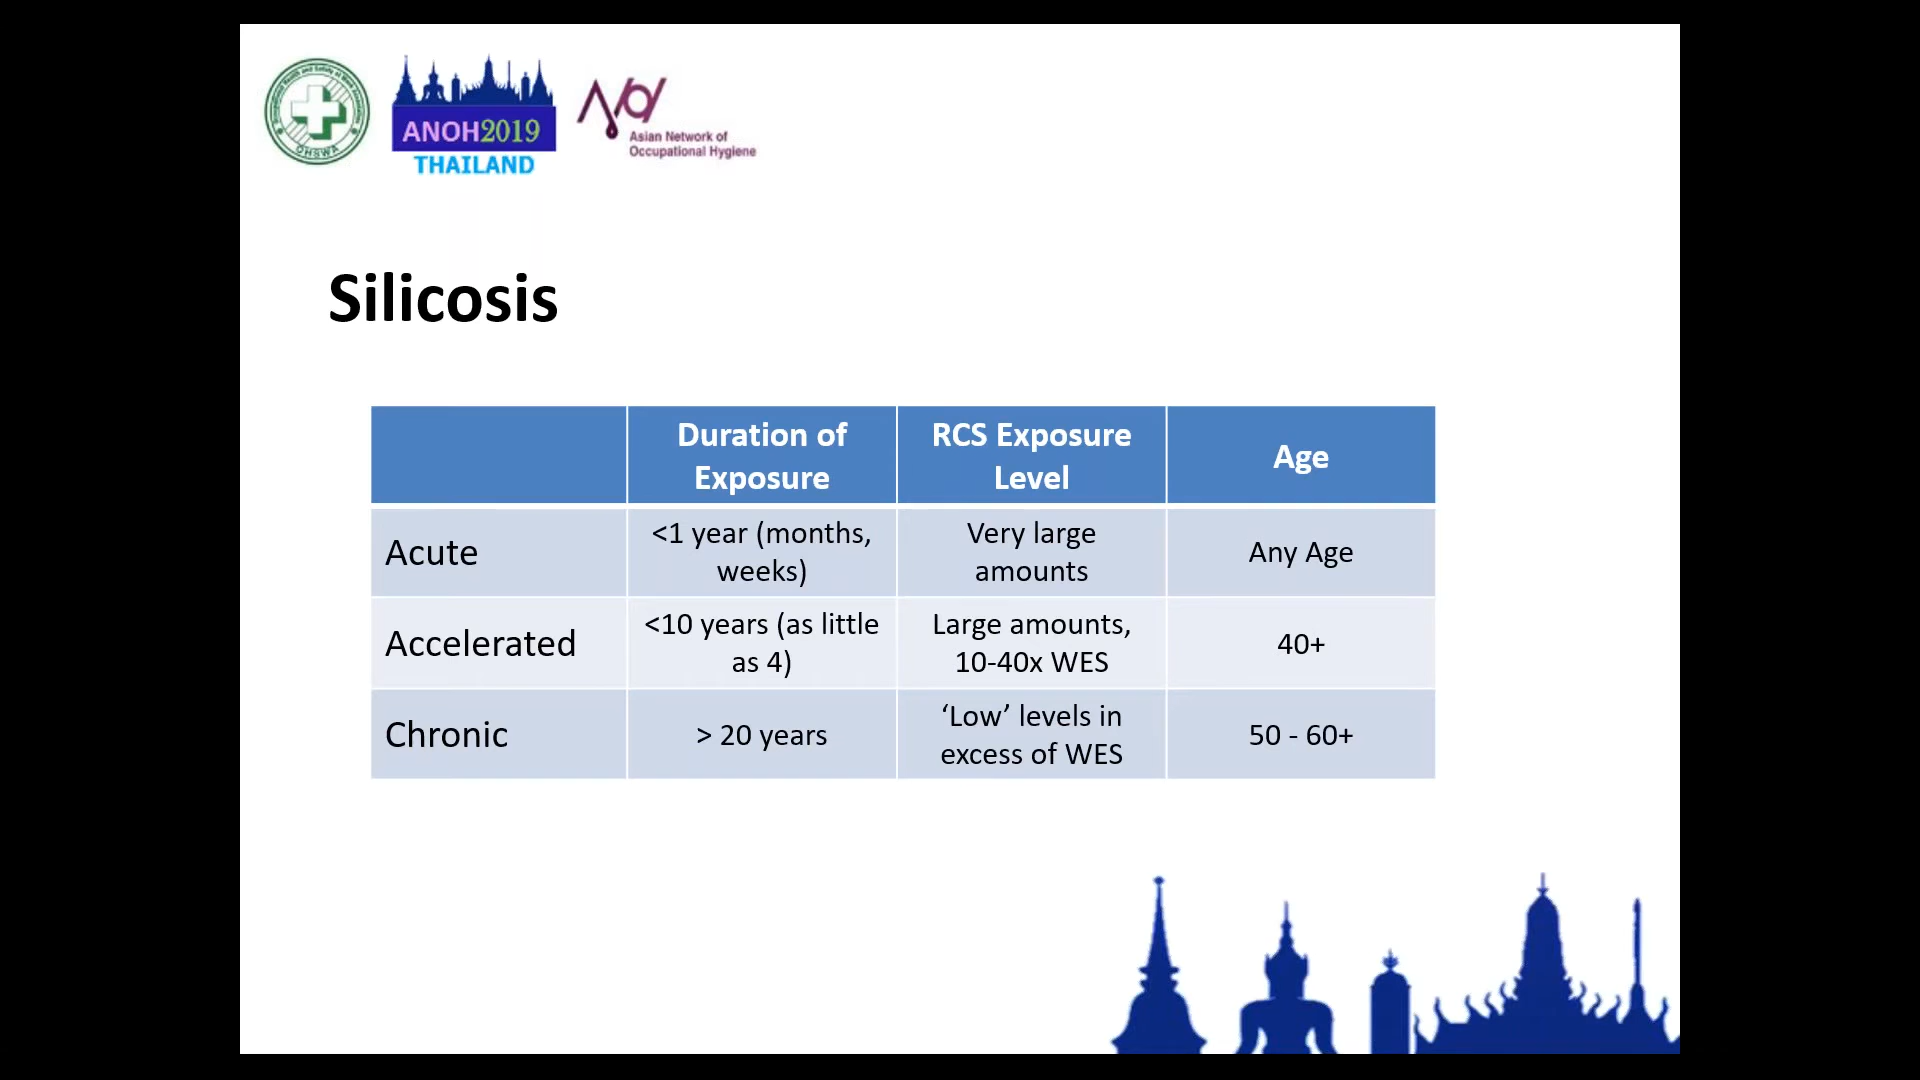 OHSWA
ANOH2019
THAILAND
Asian Network of
Occupational Hygiene
Silicosis
Duration of
Exposure
RCS Exposure
Level
Age
Acute
<1 year (months,
weeks)
Very large
amounts
Any Age
Accelerated
<10 years (as little
as 4)
Large amounts,
10-40x WES
40+
Chronic
> 20 years
‘Low’ levels in
excess of WES
50 - 60+